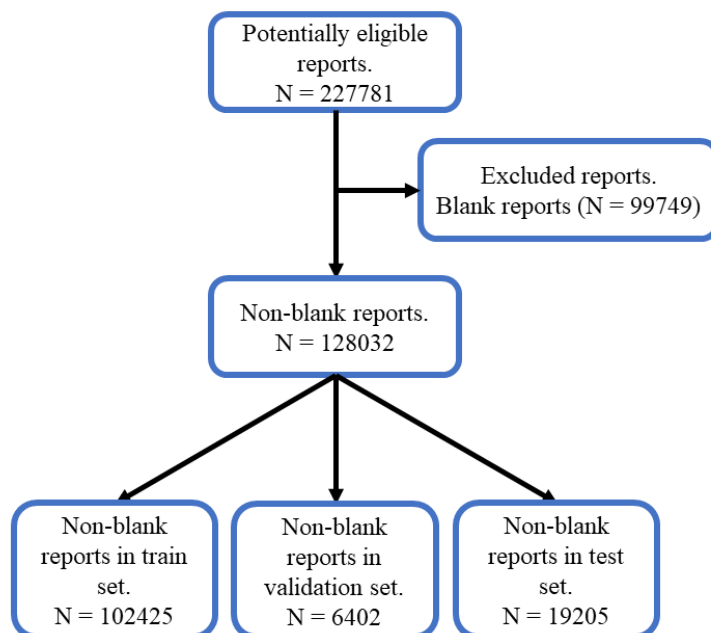 Potentially eligible
reports.
N = 227781
Excluded reports.
Blank reports (N = 99749)
Non-blank reports.
N = 128032
Non-blank
reports in train
set.
N = 102425
Non-blank
reports in
validation set.
N = 6402
Non-blank
reports in test
set.
N = 19205